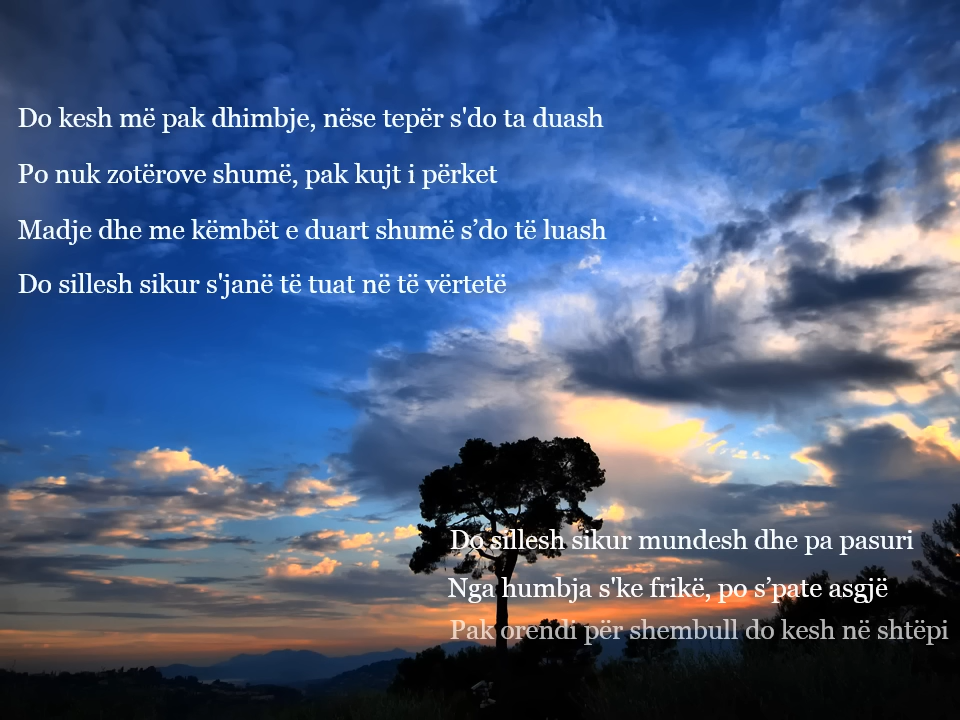 Do kesh më pak dhimbje, nëse tepër s'do ta duash
Po nuk zotërove shumë, pak kujt i përket
Madje dhe me këmbët e duart shumë s’do të luash
Do sillesh sikur s'janë të tuat në të vërtetë
Do sillesh sikur mundesh dhe pa pasuri
Nga humbja s'ke frikë, po s’pate asgjë
Pak orendi për shembull do kesh në shtëpi